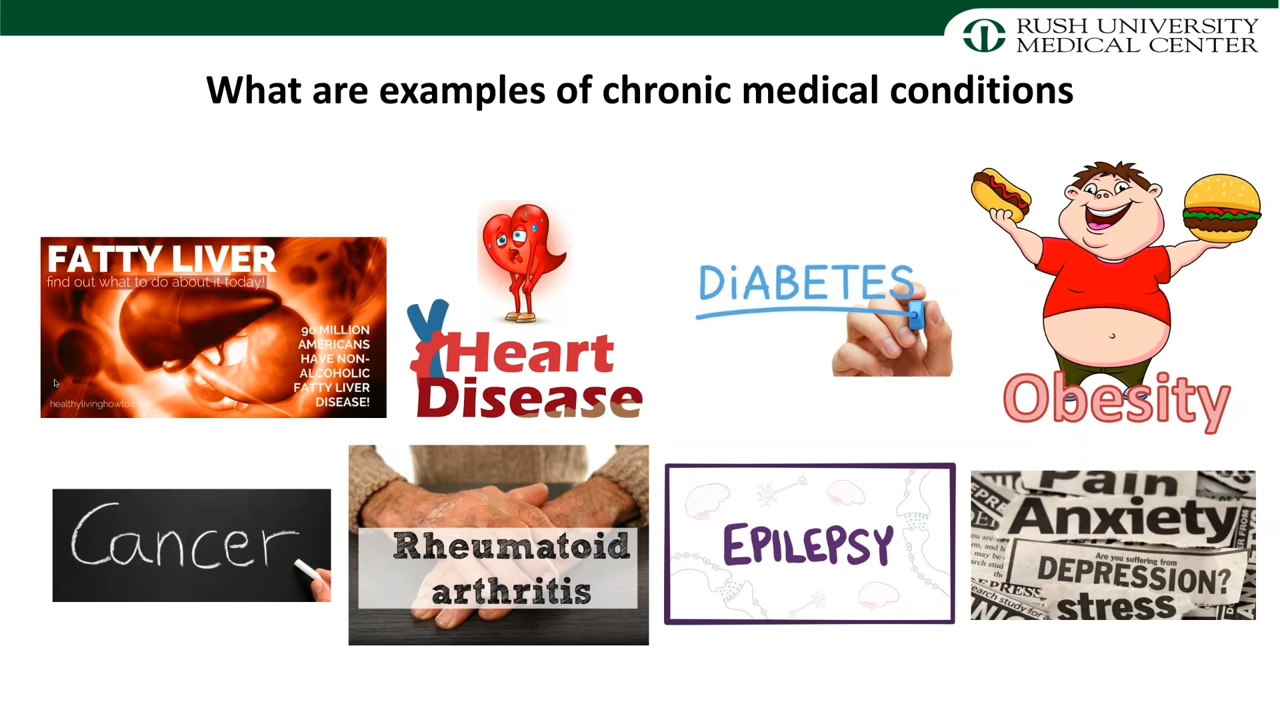 RUSH UNIVERSITY
MEDICAL CENTER
What are examples of chronic medical conditions
FATTY LIVER
find out what to do about it today!
90 MILLION
AMERICANS
HAVE NON-
ALCOHOLIC
FATTY LIVER
DISEASE!
Heart
Disease
DiABETES
Obesity
Cancer
Rheumatoid
arthritis
EPILEPSY
Pain
Anxiety
Are you suffering from
DEPRESSION?
stress